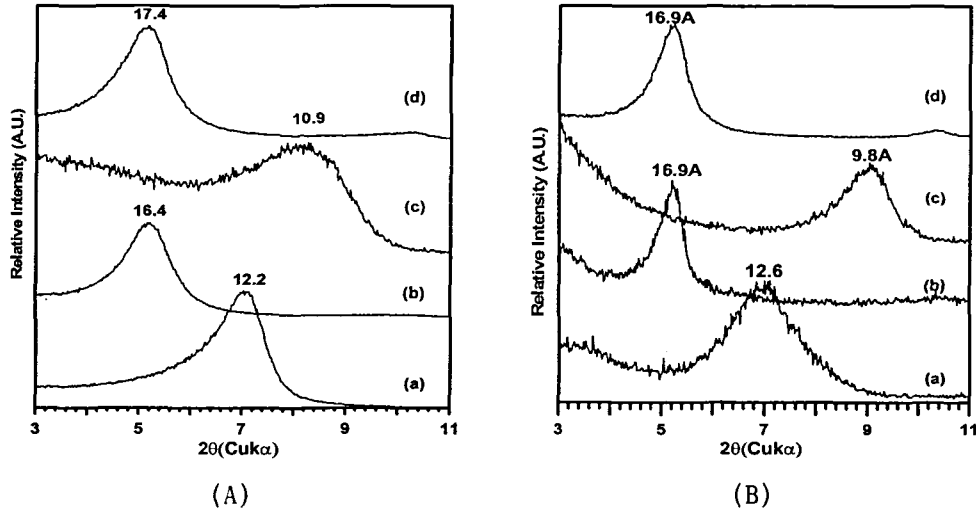 17.4
(d)
10.9
(c)
16.4
12.2
(b)
(a)
Relative Intensity (A.U.)
3 5 7 9 11
2θ(Cukα)
(A)
16.9A
(d)
9.8A
16.9A
(c)
12.6
(b)
(a)
Relative Intensity (A.U.)
3 5 7 9 11
2θ(Cukα)
(B)